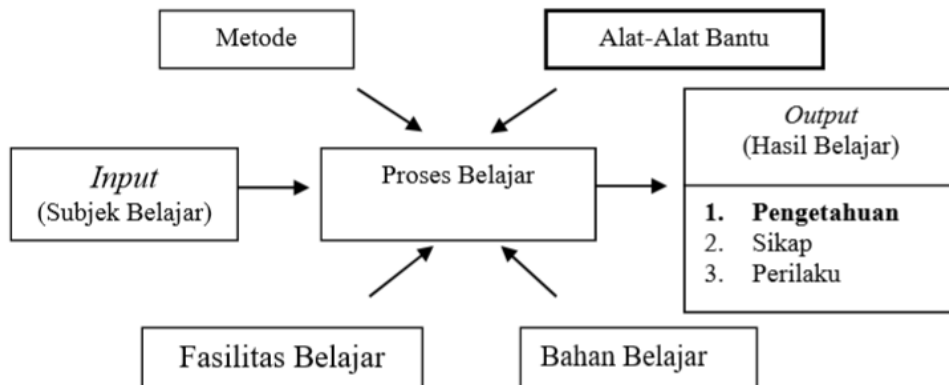 Metode
Alat-Alat Bantu
Input
(Subjek Belajar)
Proses Belajar
Output
(Hasil Belajar)
1. Pengetahuan
2. Sikap
3. Perilaku
Fasilitas Belajar
Bahan Belajar